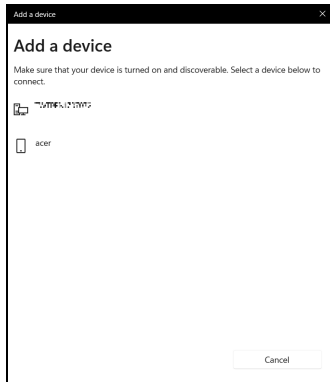 Add a device
Add a device
Make sure that your device is turned on and discoverable. Select a device below to
connect.
acer
Cancel